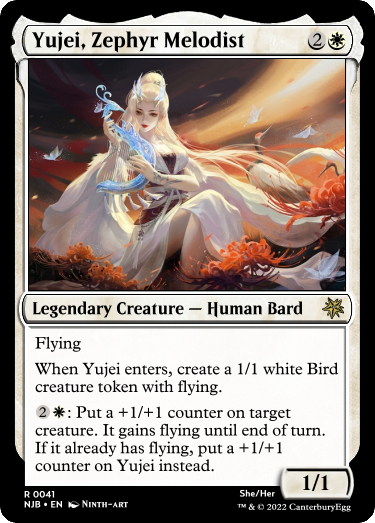 Yujei, Zephyr Melodist 2
Legendary Creature — Human Bard
Flying
When Yujei enters, create a 1/1 white Bird
creature token with flying.
2: Put a +1/+1 counter on target
creature. It gains flying until end of turn.
If it already has flying, put a +1/+1
counter on Yujei instead.
1/1
R 0041 She/Her
NJB • EN Ninth-art ™ & © 2022 CanterburyEgg